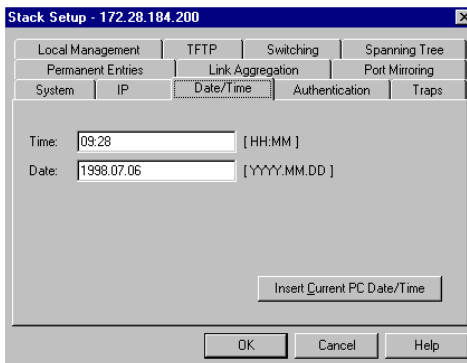 Stack Setup - 172.28.184.200
Local Management TFTP Switching Spanning Tree
Permanent Entries Link Aggregation Port Mirroring
System IP Date/Time Authentication Traps
Time: 09:28 [ HH:MM ]
Date: 1998.07.06 [ YYYY.MM.DD ]
Insert Current PC Date/Time
OK Cancel Help